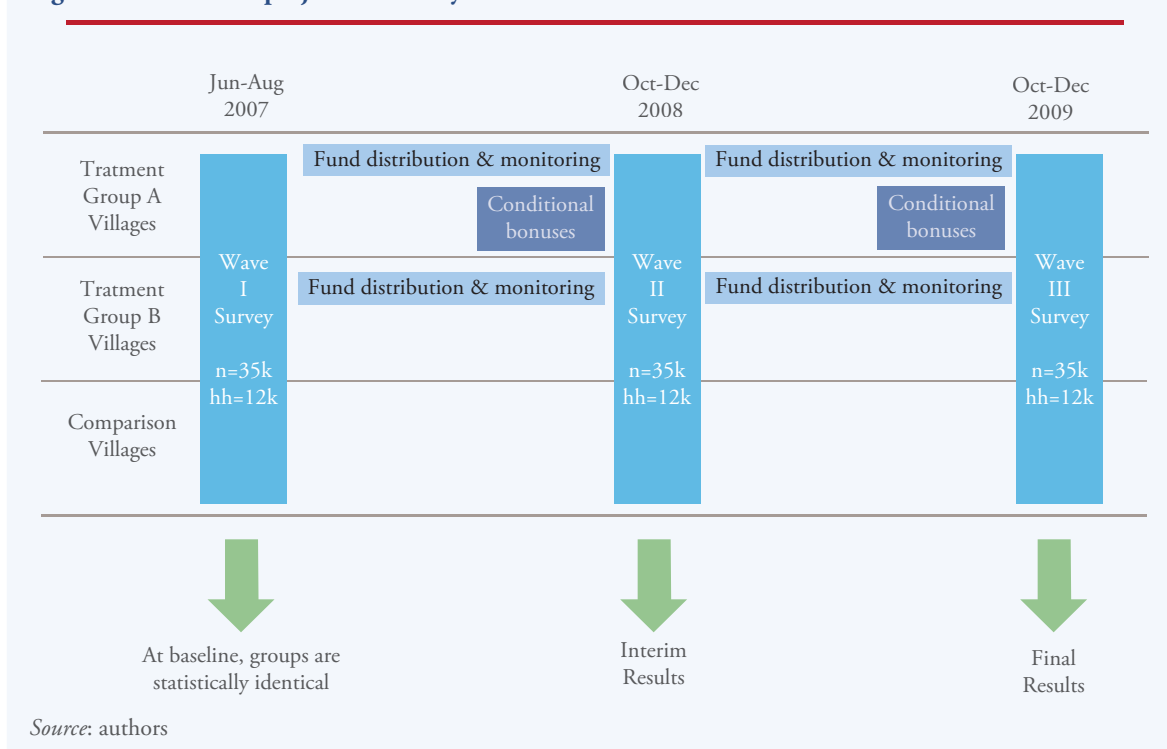 Jun-Aug
2007
Oct-Dec
2008
Oct-Dec
2009
Tratment
Group A
Villages
Fund distribution & monitoring
Fund distribution & monitoring
Conditional
bonuses
Conditional
bonuses
Tratment
Group B
Villages
Fund distribution & monitoring
Fund distribution & monitoring
Comparison
Villages
Wave
I
Survey
n=35k
hh=12k
Wave
II
Survey
n=35k
hh=12k
Wave
III
Survey
n=35k
hh=12k
At baseline, groups are
statistically identical
Interim
Results
Final
Results
Source: authors